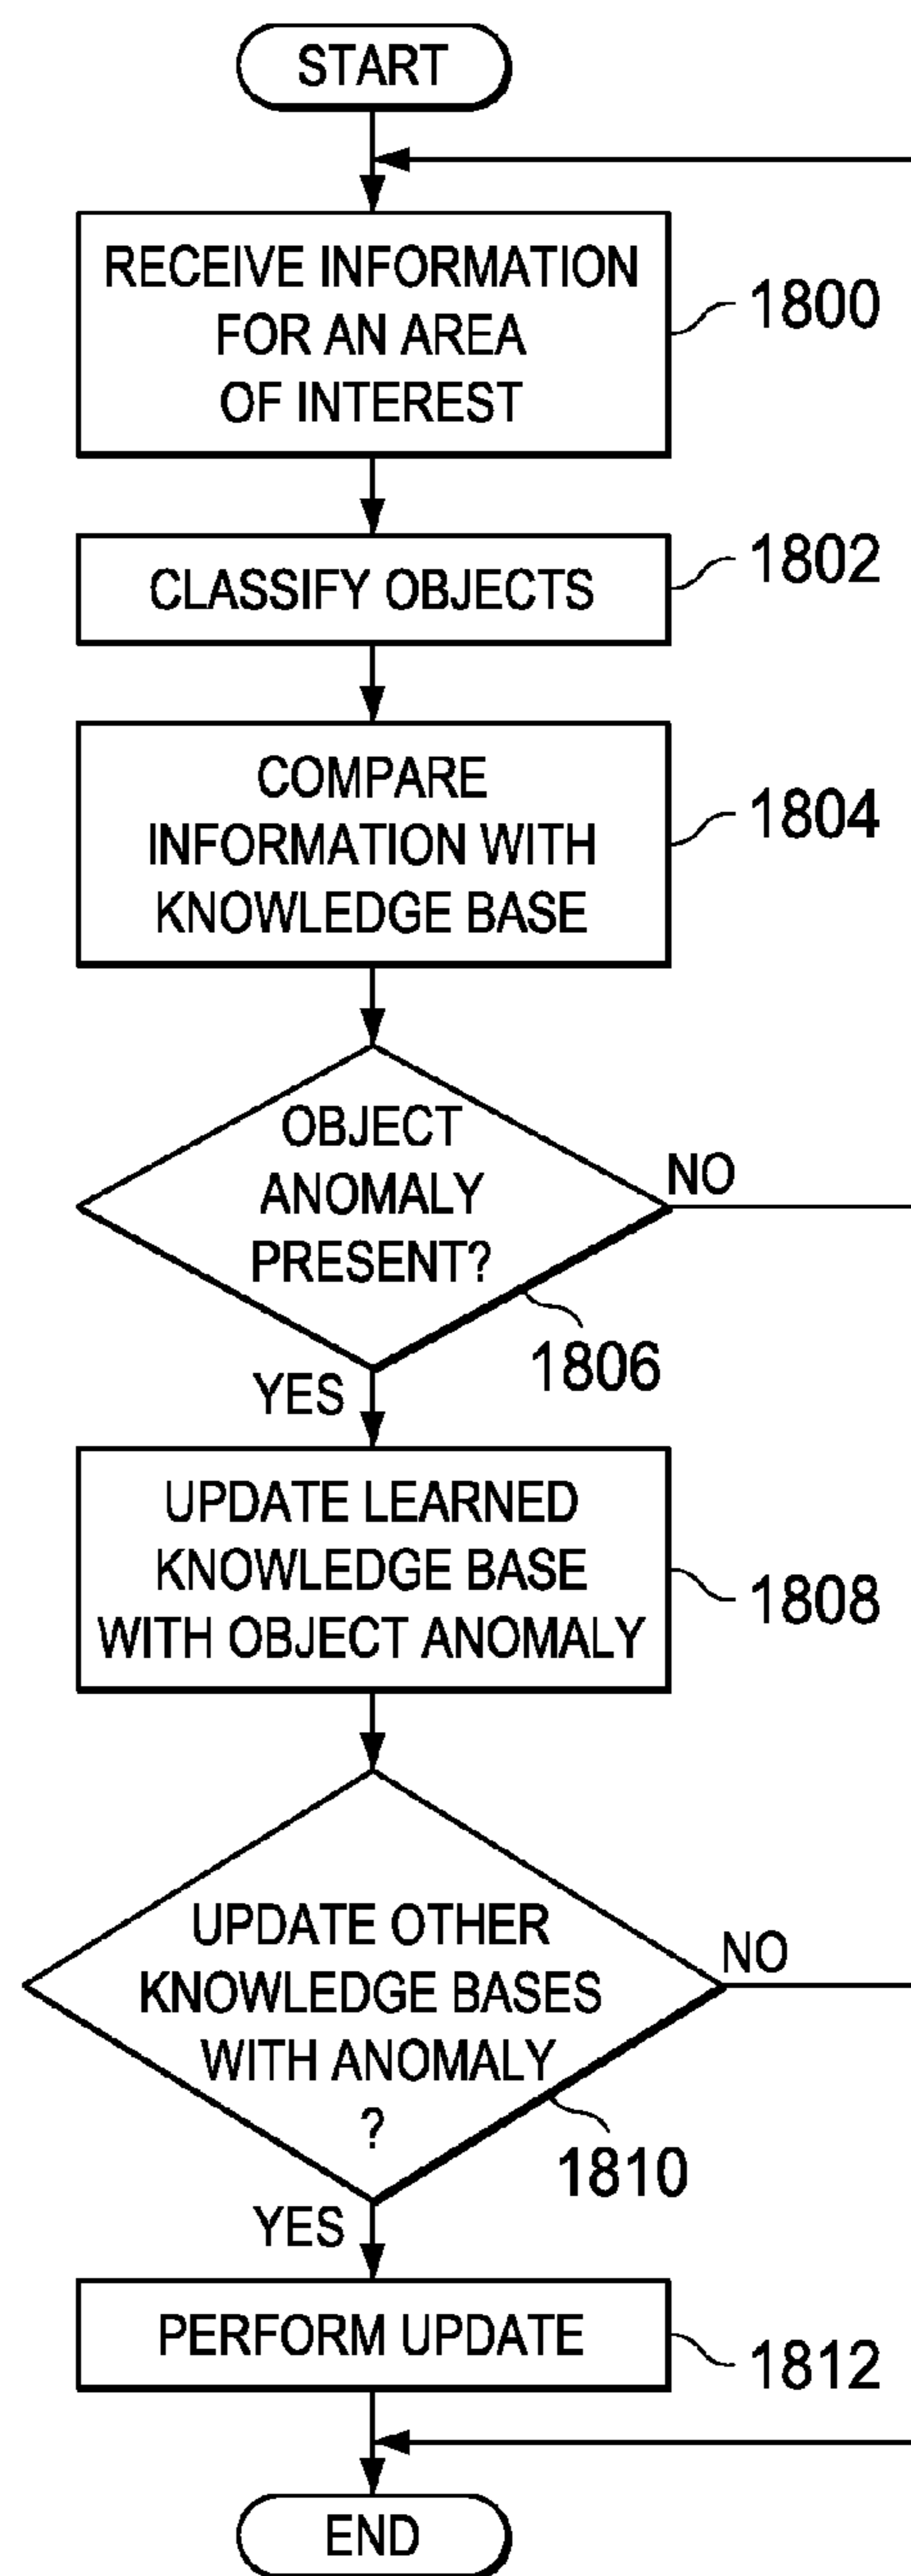 START
RECEIVE INFORMATION
FOR AN AREA
OF INTEREST
1800
CLASSIFY OBJECTS
1802
COMPARE
INFORMATION WITH
KNOWLEDGE BASE
1804
OBJECT
ANOMALY
PRESENT?
NO
1806
YES
UPDATE LEARNED
KNOWLEDGE BASE
WITH OBJECT ANOMALY
1808
UPDATE OTHER
KNOWLEDGE BASES
WITH ANOMALY
?
NO
1810
YES
PERFORM UPDATE
1812
END